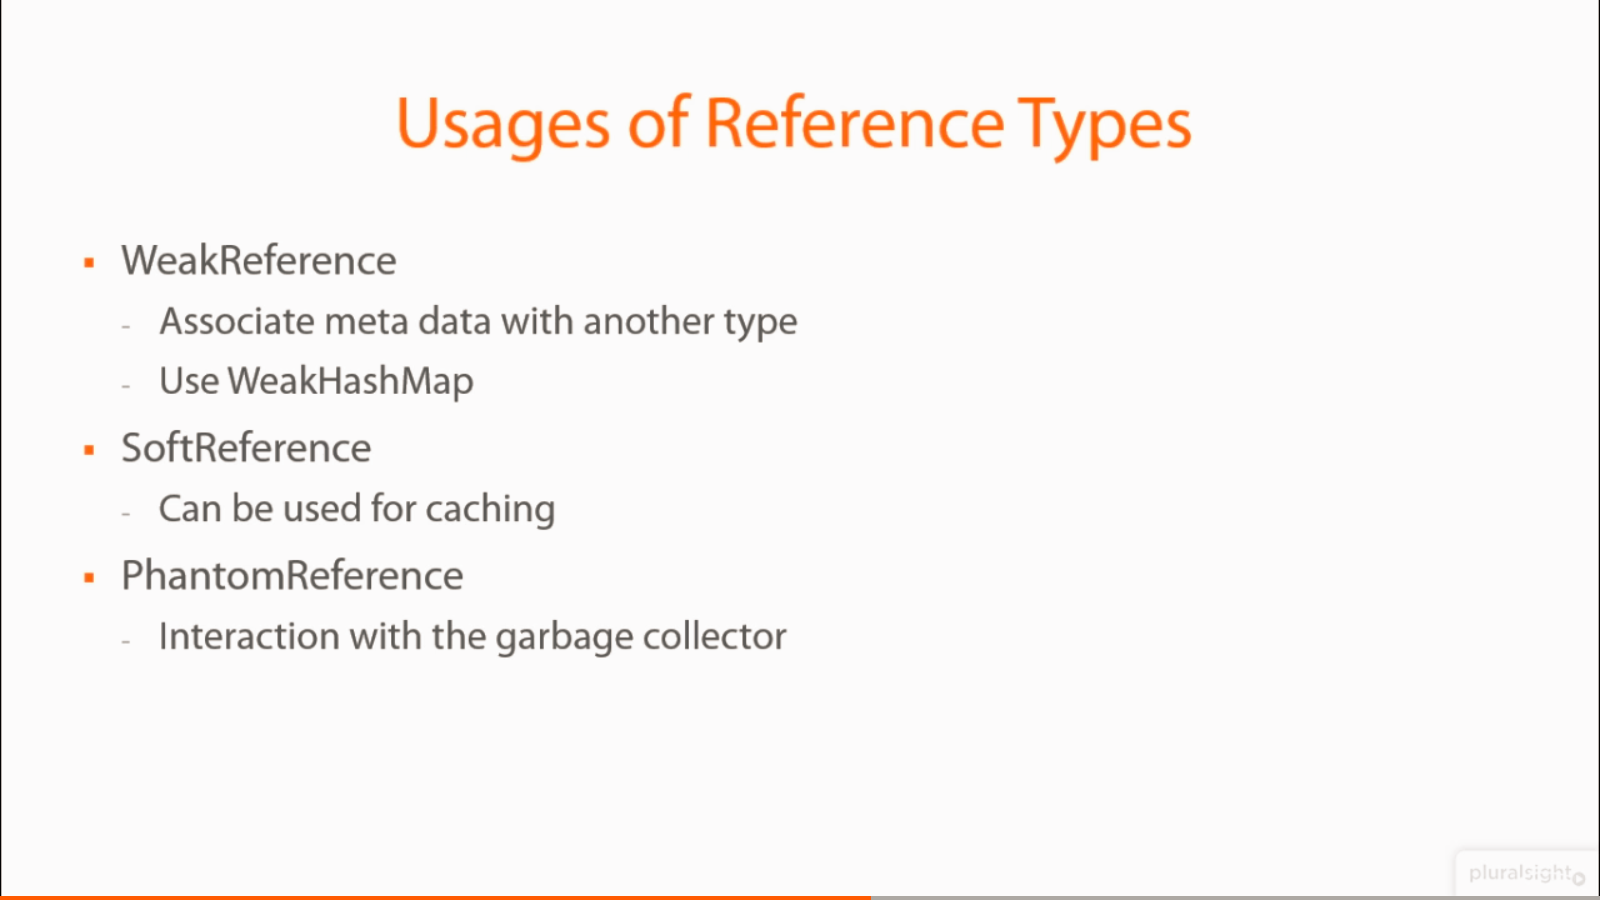 Usages of Reference Types
▪ WeakReference
- Associate meta data with another type
- Use WeakHashMap
▪ SoftReference
- Can be used for caching
▪ PhantomReference
- Interaction with the garbage collector
pluralsight